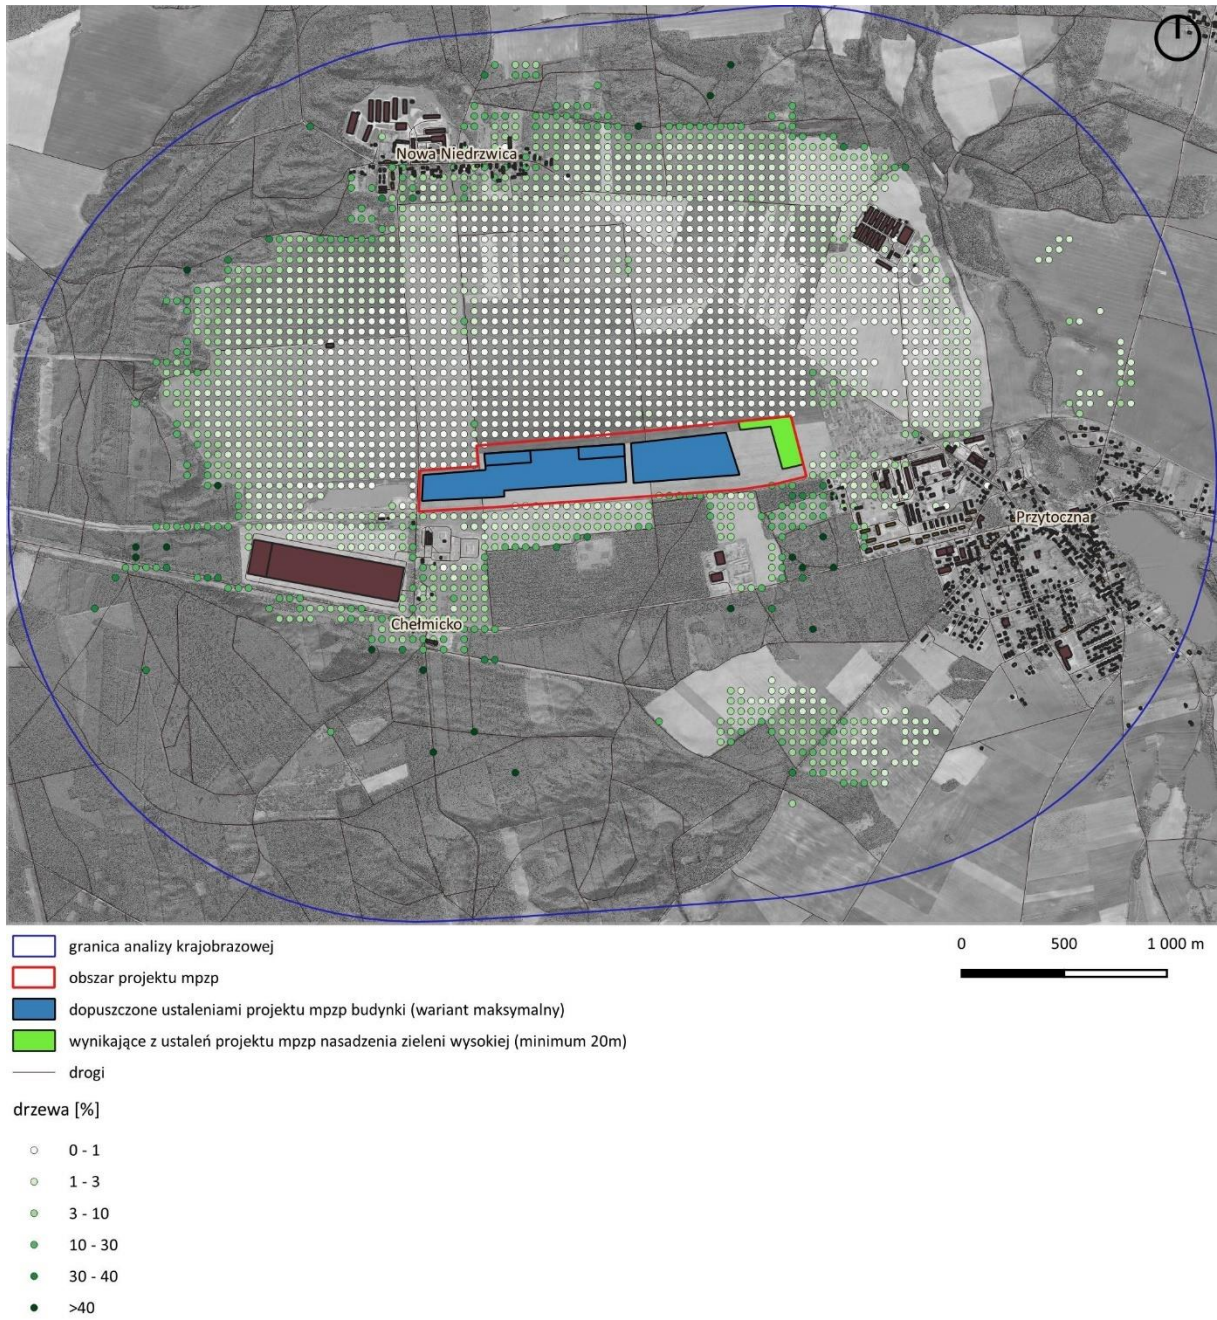 Nowa Niedrzwica
Przytoczna
Chełmicko
granica analizy krajobrazowej
0 500 1 000 m
obszar projektu mpzp
dopuszczone ustaleniami projektu mpzp budynki (wariant maksymalny)
wynikające z ustaleń projektu mpzp nasadzenia zieleni wysokiej (minimum 20m)
drogi
drzewa [%]
0 - 1
1 - 3
3 - 10
10 - 30
30 - 40
>40